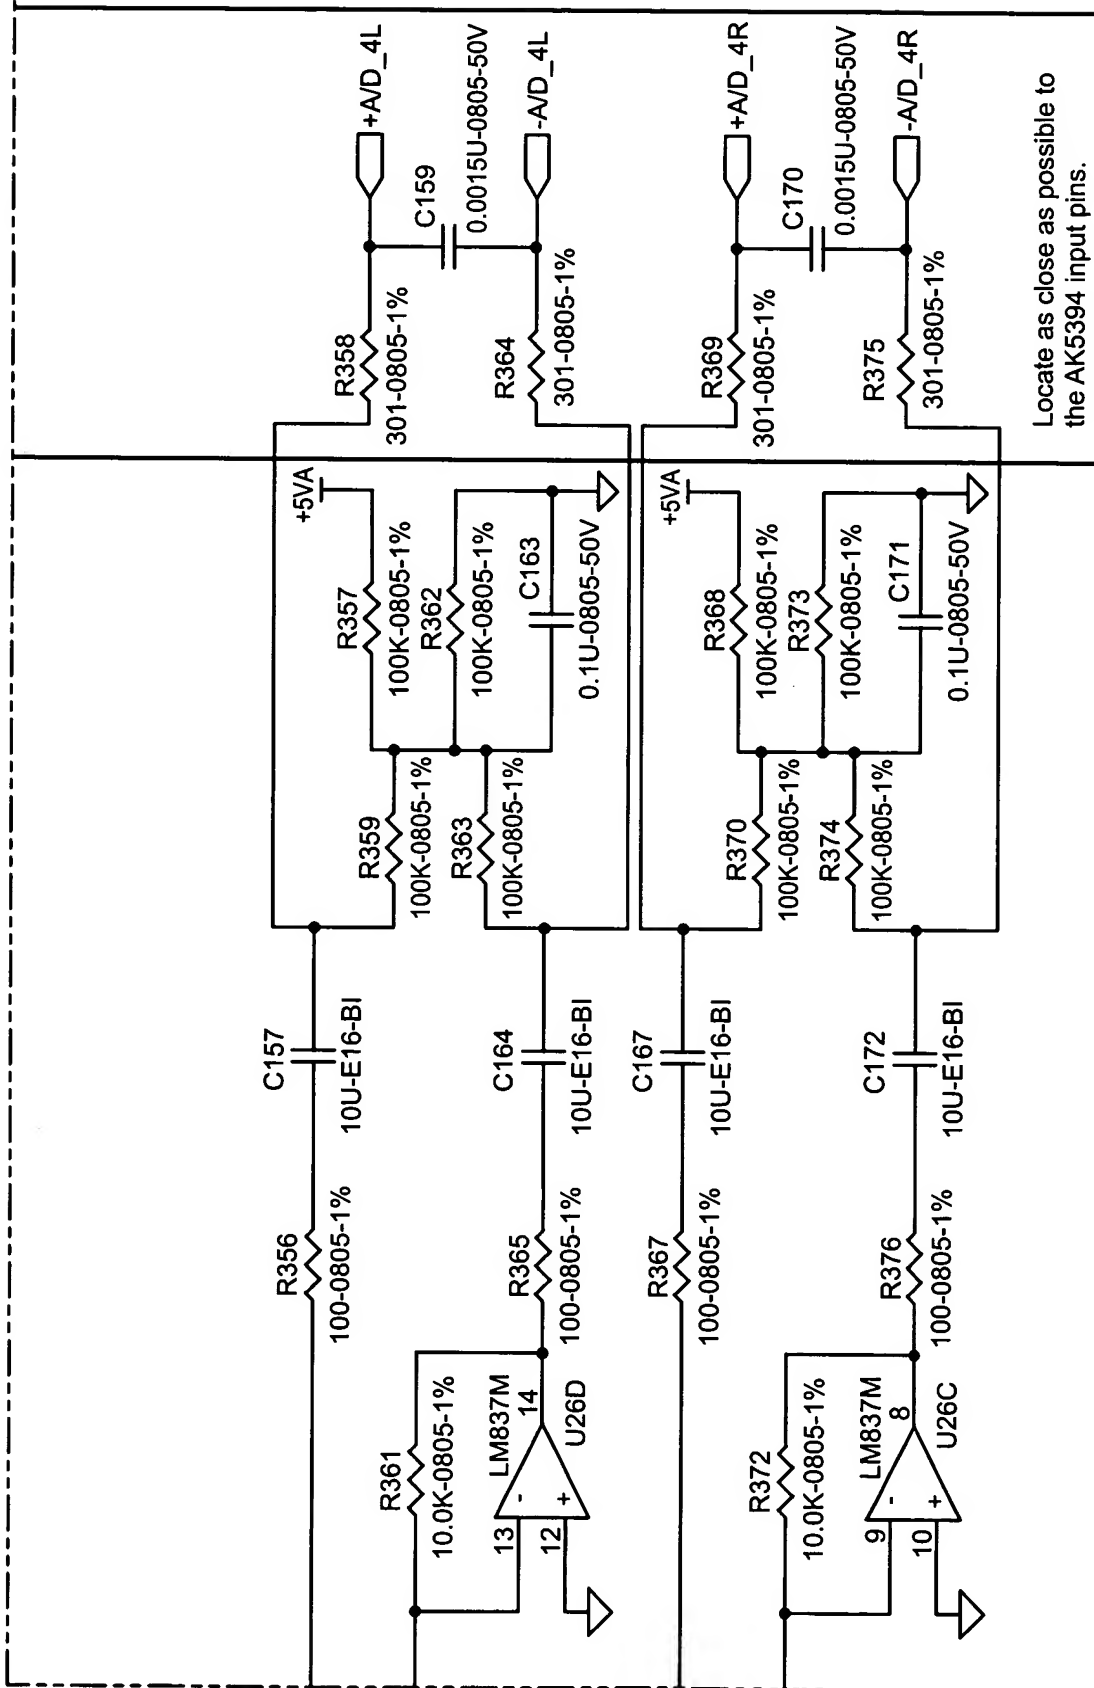 R356
100-0805-1%
C157
10U-E16-BI
R361
10.0K-0805-1%
LM837M
13
12
14
-
+
U26D
R365
100-0805-1%
C164
10U-E16-BI
R359
100K-0805-1%
R363
100K-0805-1%
+5VA
R357
100K-0805-1%
R362
100K-0805-1%
C163
0.1U-0805-50V
R358
301-0805-1%
R364
301-0805-1%
C159
0.0015U-0805-50V
+A/D_4L
-A/D_4L
R367
100-0805-1%
C167
10U-E16-BI
R372
10.0K-0805-1%
LM837M
9
10
8
-
+
U26C
R376
100-0805-1%
C172
10U-E16-BI
R370
100K-0805-1%
R374
100K-0805-1%
+5VA
R368
100K-0805-1%
R373
100K-0805-1%
C171
0.1U-0805-50V
R369
301-0805-1%
R375
301-0805-1%
C170
0.0015U-0805-50V
+A/D_4R
-A/D_4R
Locate as close as possible to
the AK5394 input pins.